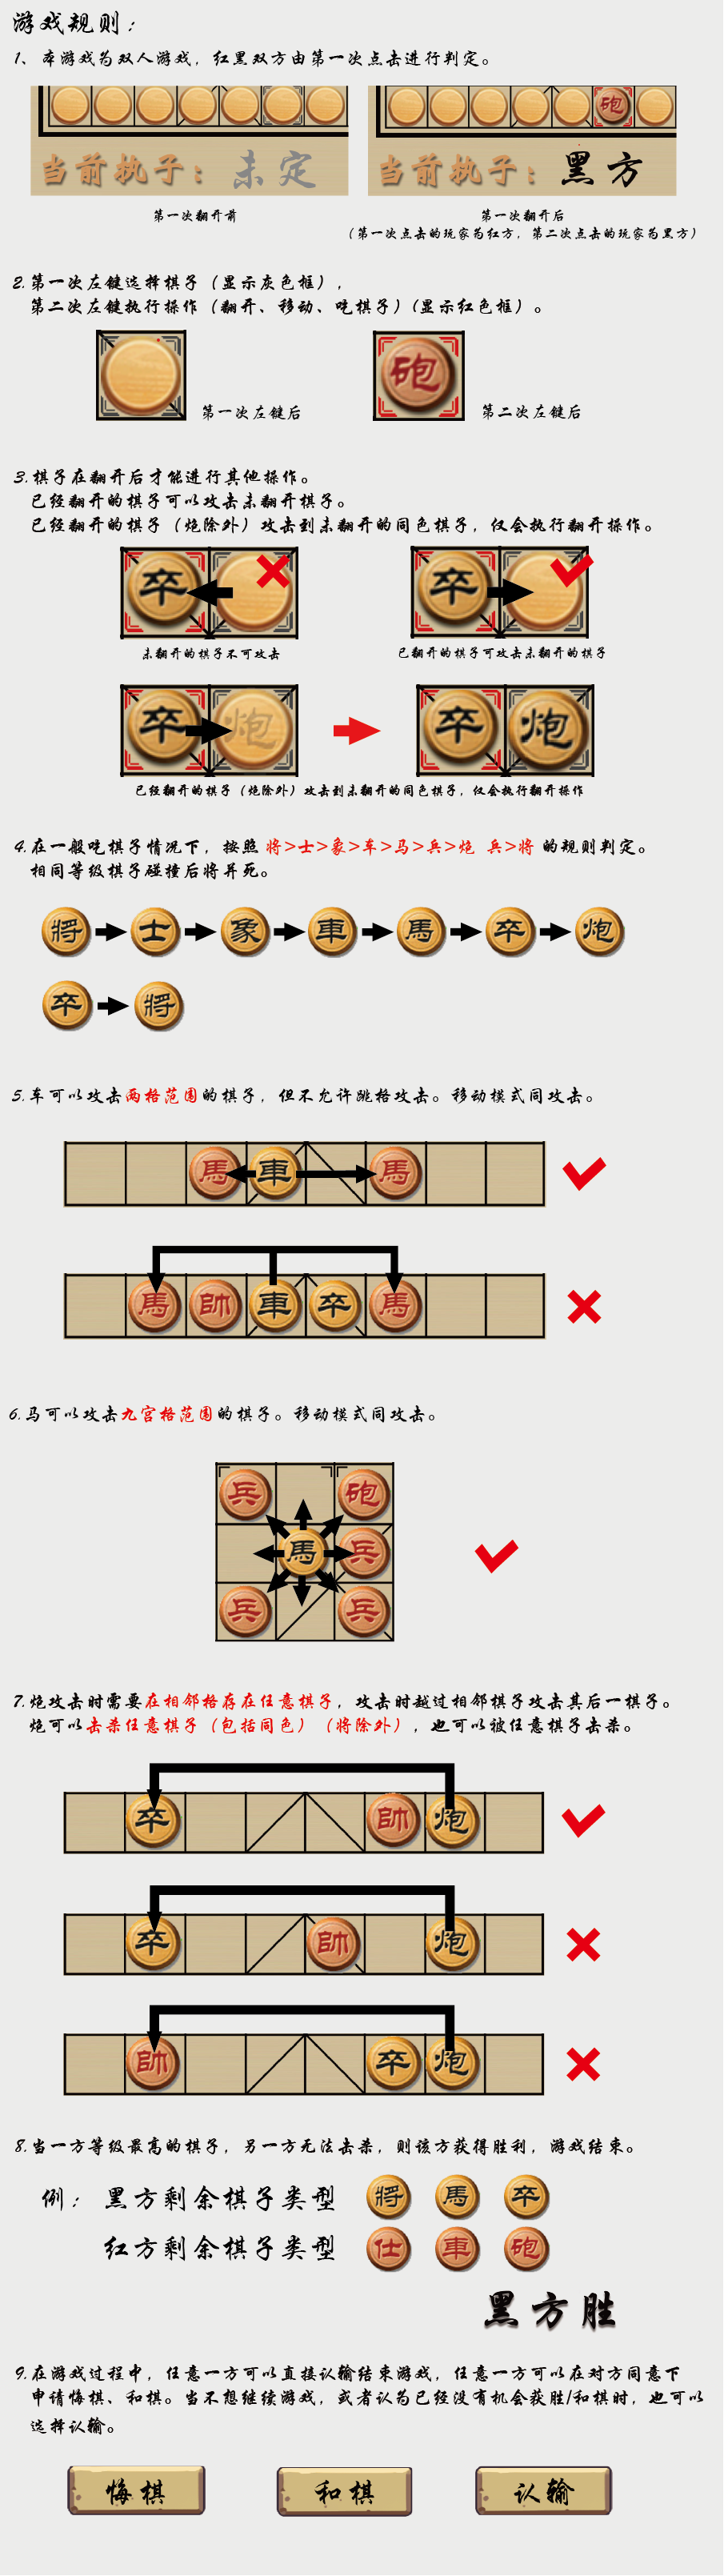 游戏规则：
1、本游戏为双人游戏，红黑双方由第一次点击进行判定。
砲
当前执子：未定
当前执子：黑方
第一次翻开前
第一次翻开后
（第一次点击的玩家为红方，第二次点击的玩家为黑方）
2.第一次左键选择棋子（显示灰色框），
第二次左键执行操作（翻开、移动、吃棋子）（显示红色框）。
砲
第一次左键后
第二次左键后
3.棋子在翻开后才能进行其他操作。
已经翻开的棋子可以攻击未翻开棋子。
已经翻开的棋子（炮除外）攻击到未翻开的同色棋子，仅会执行翻开操作。
卒
卒
未翻开的棋子不可攻击
已翻开的棋子可攻击未翻开的棋子
卒 炮
卒 炮
已经翻开的棋子（炮除外）攻击到未翻开的同色棋子，仅会执行翻开操作
4.在一般吃棋子情况下，按照 将>士>象>车>马>兵>炮 兵>将 的规则判定。
相同等级棋子碰撞后将并死。
將 士 象 車 馬 卒 炮
卒 將
5.车可以攻击两格范围的棋子，但不允许跳格攻击。移动模式同攻击。
馬 車 馬
馬 帥 車 卒 馬
6.马可以攻击九宫格范围的棋子。移动模式同攻击。
兵 砲
馬 兵
兵 兵
7.炮攻击时需要在相邻格存在任意棋子，攻击时越过相邻棋子攻击其后一棋子。
炮可以击杀任意棋子（包括同色）（将除外），也可以被任意棋子击杀。
卒 帥 炮
卒 帥 炮
帥 卒 炮
8.当一方等级最高的棋子，另一方无法击杀，则该方获得胜利，游戏结束。
例：黑方剩余棋子类型 將 馬 卒
红方剩余棋子类型 仕 車 砲
黑方胜
9.在游戏过程中，任意一方可以直接认输结束游戏，任意一方可以在对方同意下
申请悔棋、和棋。当不想继续游戏，或者认为已经没有机会获胜/和棋时，也可以
选择认输。
悔棋
和棋
认输